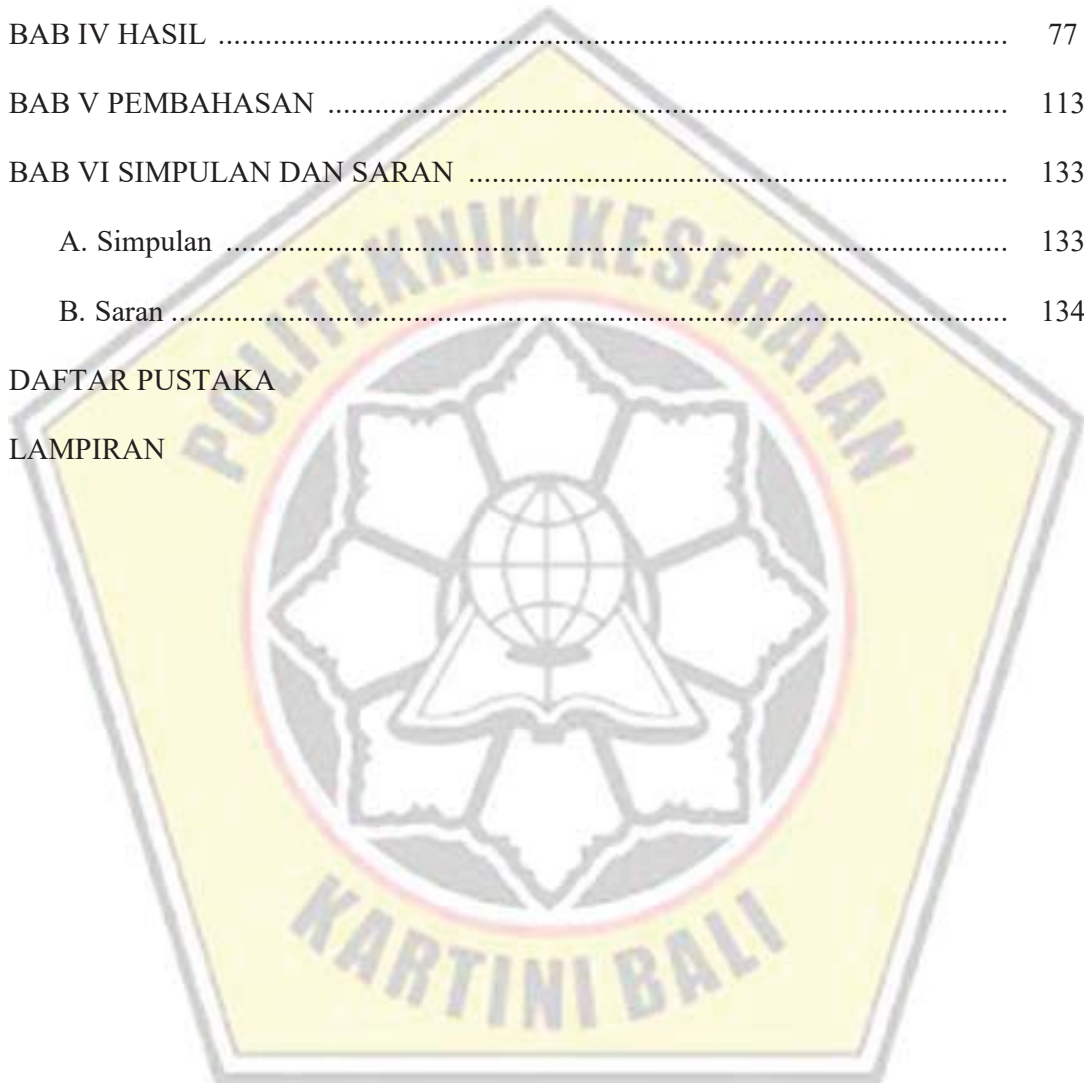 BAB IV HASIL ........................................................................................................ 77
BAB V PEMBAHASAN ......................................................................................... 113
BAB VI SIMPULAN DAN SARAN ....................................................................... 133
A. Simpulan ...................................................................................................... 133
B. Saran ............................................................................................................. 134
DAFTAR PUSTAKA
LAMPIRAN
POLITEKNIK KESEHATAN
KARTINI BALI